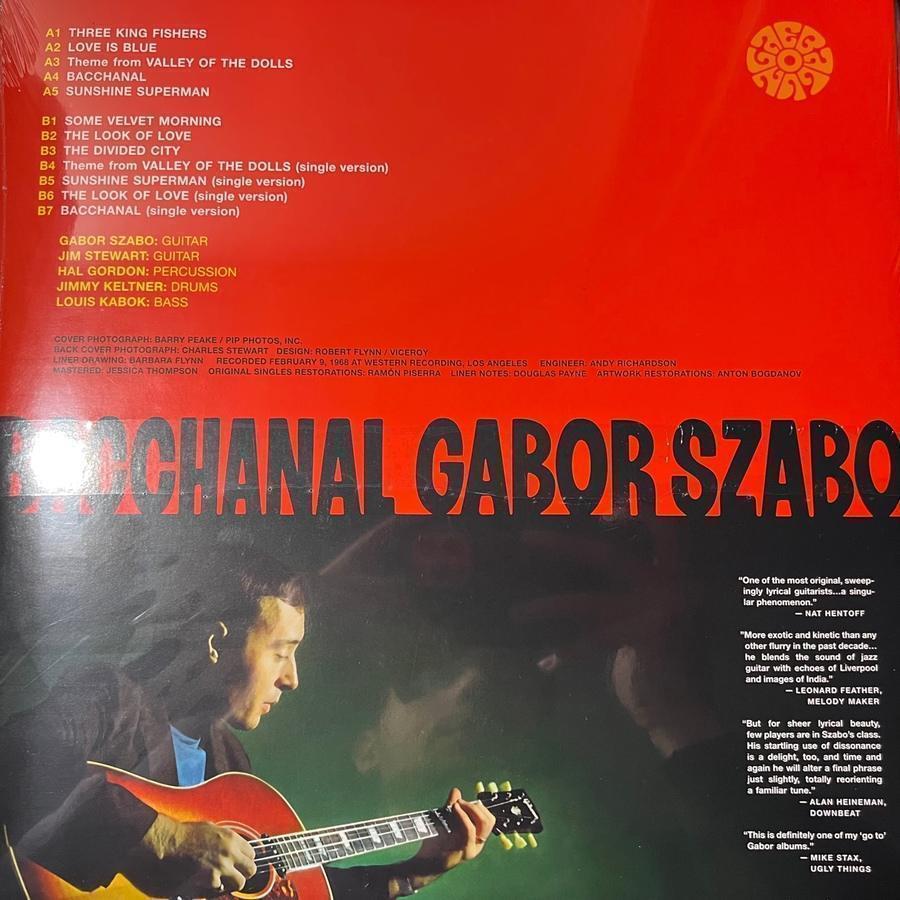 A1 THREE KING FISHERS
A2 LOVE IS BLUE
A3 Theme from VALLEY OF THE DOLLS
A4 BACCHANAL
A5 SUNSHINE SUPERMAN
B1 SOME VELVET MORNING
B2 THE LOOK OF LOVE
B3 THE DIVIDED CITY
B4 Theme from VALLEY OF THE DOLLS (single version)
B5 SUNSHINE SUPERMAN (single version)
B6 THE LOOK OF LOVE (single version)
B7 BACCHANAL (single version)
GABOR SZABO: GUITAR
JIM STEWART: GUITAR
HAL GORDON: PERCUSSION
JIMMY KELTNER: DRUMS
LOUIS KABOK: BASS
COVER PHOTOGRAPH: BARRY PEAKE / PIP PHOTOS, INC.
BACK COVER PHOTOGRAPH: CHARLES STEWART DESIGN: ROBERT FLYNN / VICEROY
LINER DRAWING: BARBARA FLYNN RECORDED FEBRUARY 9, 1968 AT WESTERN RECORDING, LOS ANGELES ENGINEER: ANDY RICHARDSON
MASTERED: JESSICA THOMPSON ORIGINAL SINGLES RESTORATIONS: RAMÓN PISERRA LINER NOTES: DOUGLAS PAYNE ARTWORK RESTORATIONS: ANTON BOGDANOV
BACCHANAL GABOR SZABO
“One of the most original, sweep-
ingly lyrical guitarists...a singu-
lar phenomenon.”
— NAT HENTOFF
“More exotic and kinetic than any
other flurry in the past decade...
he blends the sound of jazz
guitar with echoes of Liverpool
and images of India.”
— LEONARD FEATHER,
MELODY MAKER
“But for sheer lyrical beauty,
few players are in Szabo's class.
His startling use of dissonance
is a delight, too, and time and
again he will alter a final phrase
just slightly, totally reorienting
a familiar tune.”
— ALAN HEINEMAN,
DOWNBEAT
“This is definitely one of my ‘go to’
Gabor albums.”
— MIKE STAX,
UGLY THINGS